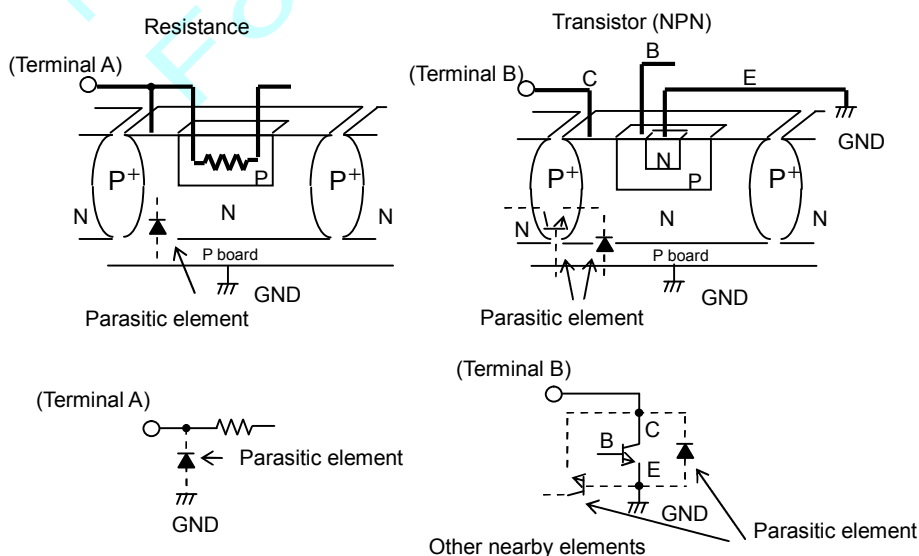 Resistance
(Terminal A)
P+
P
P+
N
N
N
P board
GND
Parasitic element
Transistor (NPN)
(Terminal B)
C
B
E
GND
P+
N
P
P+
N
N
N
P board
GND
Parasitic element
(Terminal A)
Parasitic element
GND
(Terminal B)
C
B
E
GND
Parasitic element
Other nearby elements